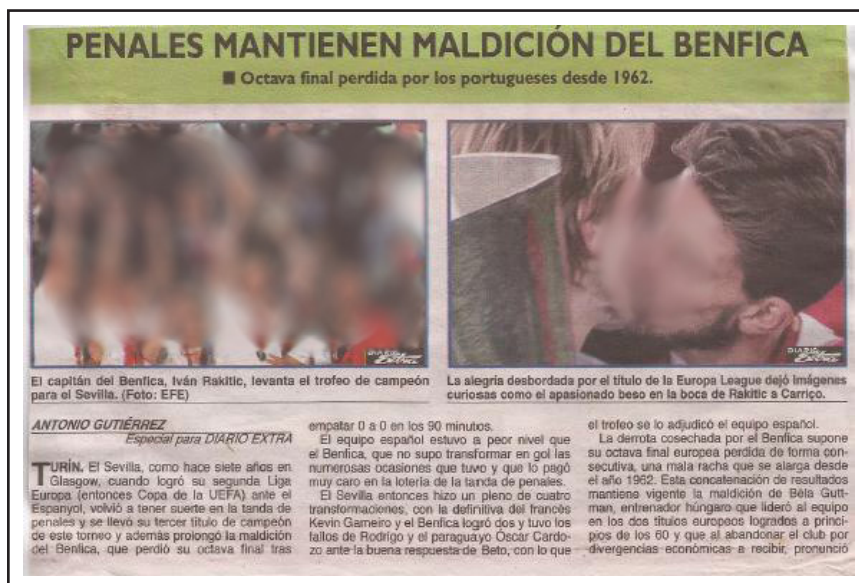 PENALES MANTIENEN MALDICIÓN DEL BENFICA
■ Octava final perdida por los portugueses desde 1962.
DIARIO Extra
DIARIO Extra
El capitán del Benfica, Iván Rakitic, levanta el trofeo de campeón
para el Sevilla. (Foto: EFE)
La alegría desbordada por el título de la Europa League dejó imágenes
curiosas como el apasionado beso en la boca de Rakitic a Carriço.
ANTONIO GUTIÉRREZ
Especial para DIARIO EXTRA
TURÍN. El Sevilla, como hace siete años en
Glasgow, cuando logró su segunda Liga
Europa (entonces Copa de la UEFA) ante el
Espanyol, volvió a tener suerte en la tanda de
penales y se llevó su tercer título de campeón
de este torneo y además prolongó la maldición
del Benfica, que perdió su octava final tras
empatar 0 a 0 en los 90 minutos.
El equipo español estuvo a peor nivel que
el Benfica, que no supo transformar en gol las
numerosas ocasiones que tuvo y que lo pagó
muy caro en la lotería de la tanda de penales.
El Sevilla entonces hizo un pleno de cuatro
transformaciones, con la definitiva del francés
Kevin Gameiro y el Benfica logró dos y tuvo los
fallos de Rodrigo y el paraguayo Óscar Cardo-
zo ante la buena respuesta de Beto, con lo que
el trofeo se lo adjudicó el equipo español.
La derrota cosechada por el Benfica supone
su octava final europea perdida de forma con-
secutiva, una mala racha que se alarga desde
el año 1962. Esta concatenación de resultados
mantiene vigente la maldición de Béla Gutt-
man, entrenador húngaro que lideró al equipo
en los dos títulos europeos logrados a princi-
pios de los 60 y que al abandonar el club por
divergencias económicas a recibir, pronunció